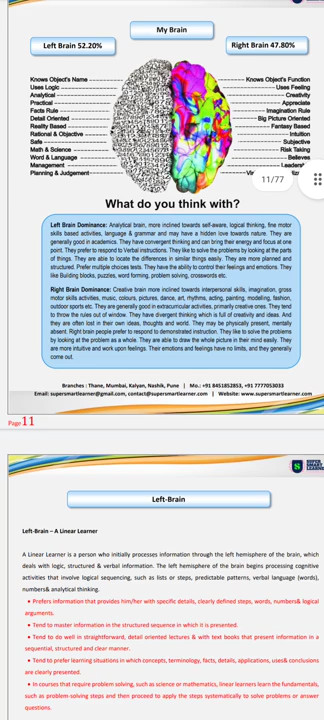 My Brain
Left Brain 52.20%
Right Brain 47.80%
Knows Object's Name
Uses Logic
Analytical
Practical
Facts Rule
Detail Oriented
Reality Based
Rational & Objective
Safe
Math & Science
Word & Language
Management
Planning & Judgement
Knows Object's Function
Uses Feeling
Creativity
Appreciate
Imagination Rule
Big Picture Oriented
Fantasy Based
Intuition
Subjective
Risk Taking
Believes
11/77
What do you think with?
Left Brain Dominance: Analytical brain, more inclined towards self-aware, logical thinking, fine motor
skills based activities, language & grammar and may have a hidden love towards nature. They are
generally good in academics. They have convergent thinking and can bring their energy and focus at one
point. They prefer to respond to Verbal instructions. They like to solve the problems by looking at the parts
of things. They are able to locate the differences in similar things easily. They are more planned and
structured. Prefer multiple choices tests. They have the ability to control their feelings and emotions. They
like Building blocks, puzzles, word forming, problem solving, crosswords etc.
Right Brain Dominance: Creative brain more inclined towards interpersonal skills, imagination, gross
motor skills activities, music, colours, pictures, dance, art, rhythms, acting, painting, modelling, fashion,
outdoor sports etc. They are generally good in extracurricular activities, primarily creative ones. They tend
to throw the rules out of window. They have divergent thinking which is full of creativity and ideas. And
they are often lost in their own ideas, thoughts and world. They may be physically present, mentally
absent. Right brain people prefer to respond to demonstrated instruction. They like to solve the problems
by looking at the problem as a whole. They are able to draw the whole picture in their mind easily. They
are more intuitive and work upon feelings. Their emotions and feelings have no limits, and they generally
come out.
Branches : Thane, Mumbai, Kalyan, Nashik, Pune | Mo.: +91 8451852853, +91 7777053033
Email: supersmartlearner@gmail.com, contact@supersmartlearner.com | Website: www.supersmartlearner.com
Page 11
SUPER
SMART
LEARNER
Left-Brain
Left-Brain – A Linear Learner
A Linear Learner is a person who initially processes information through the left hemisphere of the brain, which
deals with logic, structured & verbal information. The left hemisphere of the brain begins processing cognitive
activities that involve logical sequencing, such as lists or steps, predictable patterns, verbal language (words),
numbers& analytical thinking.
• Prefers information that provides him/her with specific details, clearly defined steps, words, numbers& logical
arguments.
• Tend to master information in the structured sequence in which it is presented.
• Tend to do well in straightforward, detail oriented lectures & with text books that present information in a
sequential, structured and clear manner.
• Tend to prefer learning situations in which concepts, terminology, facts, details, applications, uses& conclusions
are clearly presented.
• In courses that require problem solving, such as science or mathematics, linear learners learn the fundamentals,
such as problem-solving steps and then proceed to apply the steps systematically to solve problems or answer
questions.